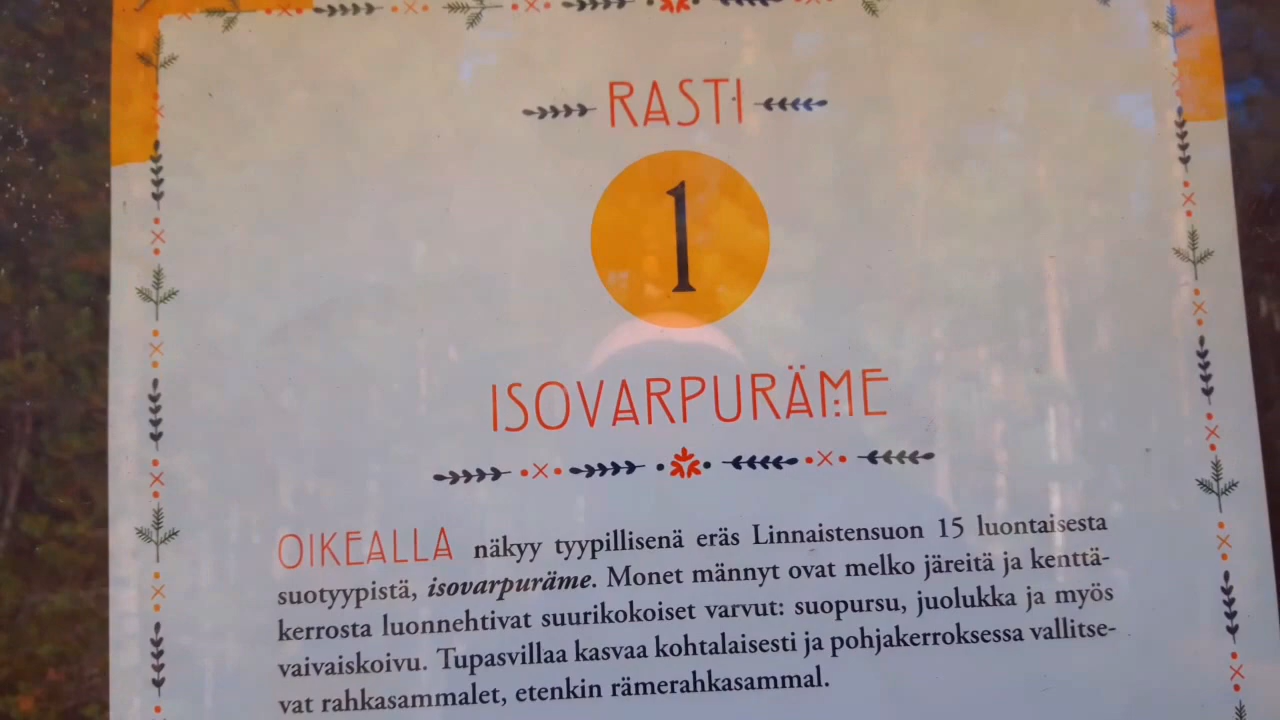 RASTI
1
ISOVARPURÄME
OIKEALLA näkyy tyypillisenä eräs Linnaistensuon 15 luontaisesta
suotyypistä, isovarpuräme. Monet männyt ovat melko järeitä ja kenttä-
kerrosta luonnehtivat suurikokoiset varvut: suopursu, juolukka ja myös
vaivaiskoivu. Tupasvillaa kasvaa kohtalaisesti ja pohjakerroksessa vallitse-
vat rahkasammalet, etenkin rämerahkasammal.